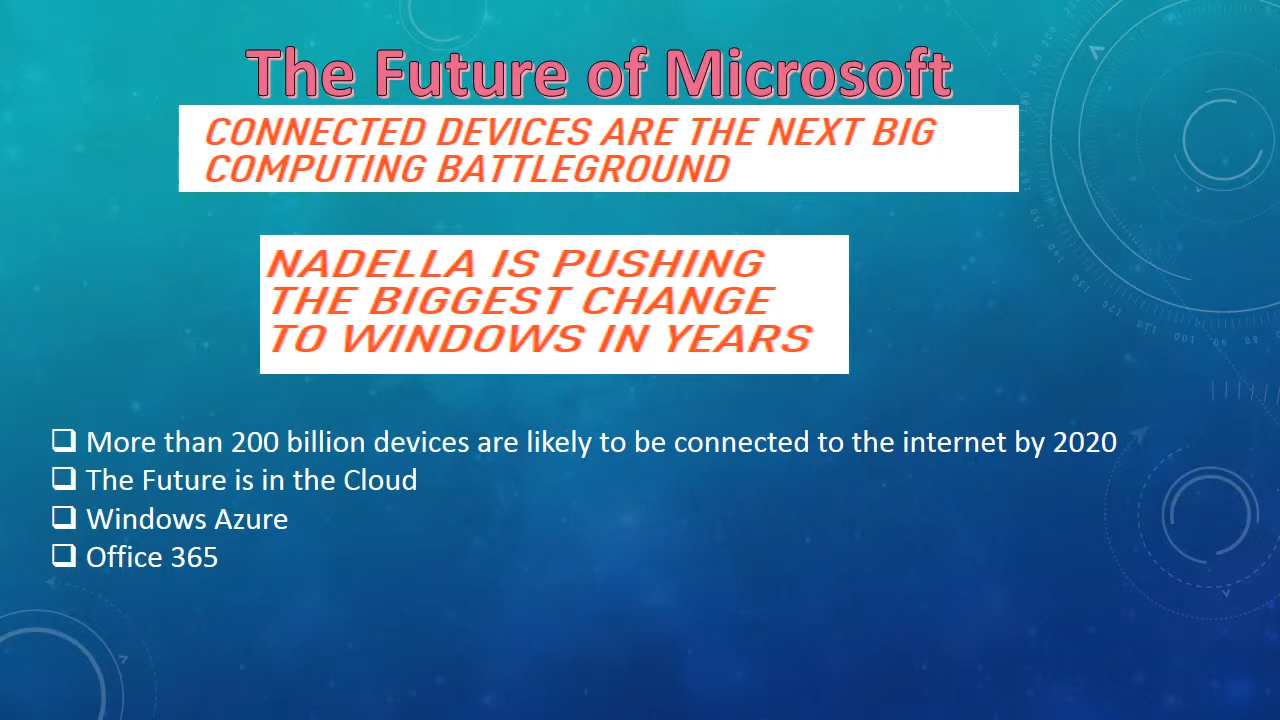 The Future of Microsoft
CONNECTED DEVICES ARE THE NEXT BIG
COMPUTING BATTLEGROUND
NADELLA IS PUSHING
THE BIGGEST CHANGE
TO WINDOWS IN YEARS
❑ More than 200 billion devices are likely to be connected to the internet by 2020
❑ The Future is in the Cloud
❑ Windows Azure
❑ Office 365